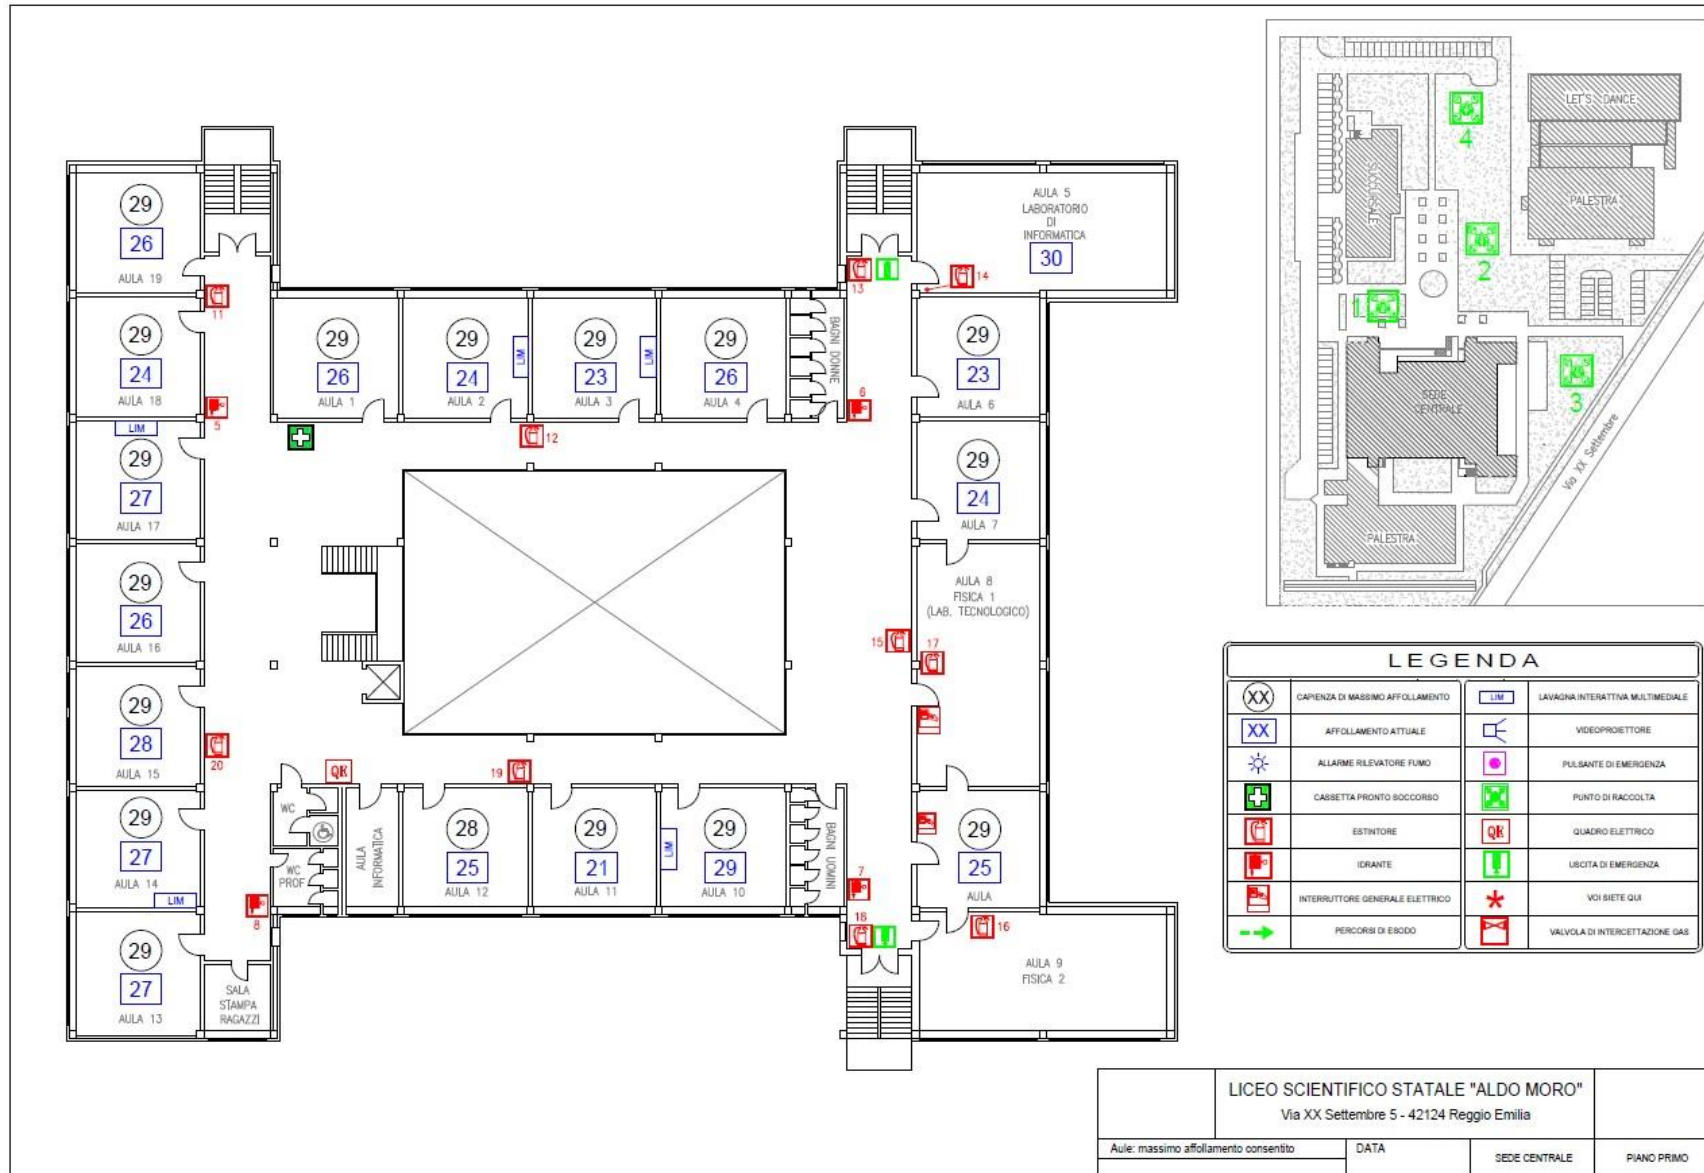 29
26
AULA 19
11
29
24
AULA 18
5
LIM
29
27
AULA 17
29
26
AULA 16
29
28
AULA 15
20
29
27
AULA 14
LIM
8
29
27
AULA 13
SALA
STAMPA
RAGAZZI
29
26
AULA 1
29
24
AULA 2
LIM
29
23
AULA 3
LIM
29
26
AULA 4
BAGNI DONNE
12
13
6
AULA 5
LABORATORIO
DI
INFORMATICA
30
14
29
23
AULA 6
29
24
AULA 7
AULA 8
FISICA 1
(LAB. TECNOLOGICO)
15
17
19
QE
WC
WC
PROF
AULA
INFORMATICA
28
25
AULA 12
29
21
AULA 11
LIM
29
29
AULA 10
BAGNI UOMINI
7
18
29
25
AULA
16
AULA 9
FISICA 2
LET'S DANCE
4
SUCCURSALE
PALESTRA
2
1
SEDE
CENTRALE
3
Via XX Settembre
PALESTRA
LEGENDA
XX CAPIENZA DI MASSIMO AFFOLLAMENTO LIM LAVAGNA INTERATTIVA MULTIMEDIALE
XX AFFOLLAMENTO ATTUALE VIDEOPROIETTORE
ALLARME RILEVATORE FUMO PULSANTE DI EMERGENZA
CASSETTA PRONTO SOCCORSO PUNTO DI RACCOLTA
ESTINTORE QE QUADRO ELETTRICO
IDRANTE USCITA DI EMERGENZA
INTERRUTTORE GENERALE ELETTRICO VOI SIETE QUI
PERCORSI DI ESODO VALVOLA DI INTERCETTAZIONE GAS
LICEO SCIENTIFICO STATALE "ALDO MORO"
Via XX Settembre 5 - 42124 Reggio Emilia
Aule: massimo affollamento consentito DATA SEDE CENTRALE PIANO PRIMO